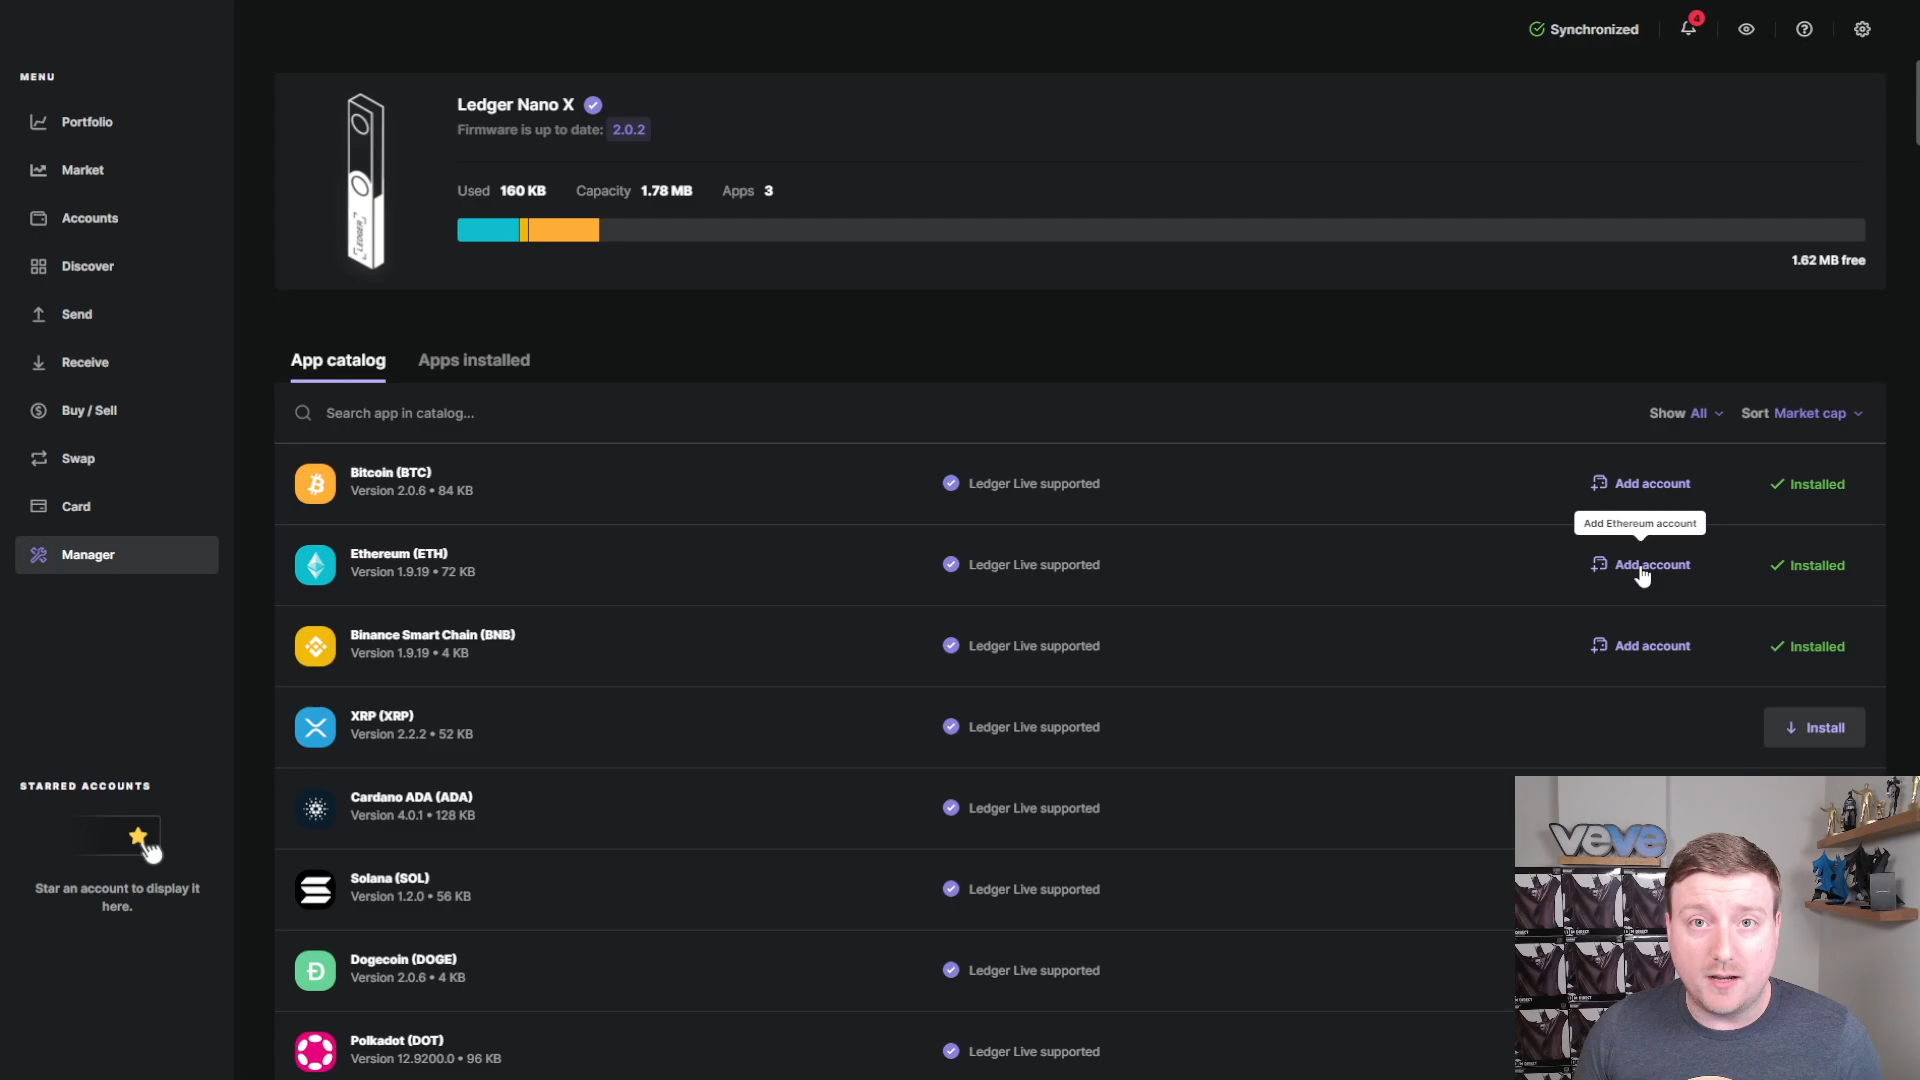 Synchronized
4
MENU
Portfolio
Market
Accounts
Discover
Send
Receive
Buy / Sell
Swap
Card
Manager
STARRED ACCOUNTS
Star an account to display it
here.
LEDGER
Ledger Nano X
Firmware is up to date: 2.0.2
Used 160 KB Capacity 1.78 MB Apps 3
1.62 MB free
App catalog Apps installed
Search app in catalog...
Show All Sort Market cap
Bitcoin (BTC)
Version 2.0.6 • 84 KB
Ledger Live supported
Add account
Installed
Add Ethereum account
Ethereum (ETH)
Version 1.9.19 • 72 KB
Ledger Live supported
Add account
Installed
Binance Smart Chain (BNB)
Version 1.9.19 • 4 KB
Ledger Live supported
Add account
Installed
XRP (XRP)
Version 2.2.2 • 52 KB
Ledger Live supported
Install
Cardano ADA (ADA)
Version 4.0.1 • 128 KB
Ledger Live supported
Solana (SOL)
Version 1.2.0 • 56 KB
Ledger Live supported
Dogecoin (DOGE)
Version 2.0.6 • 4 KB
Ledger Live supported
Polkadot (DOT)
Version 12.9200.0 • 96 KB
Ledger Live supported
veve